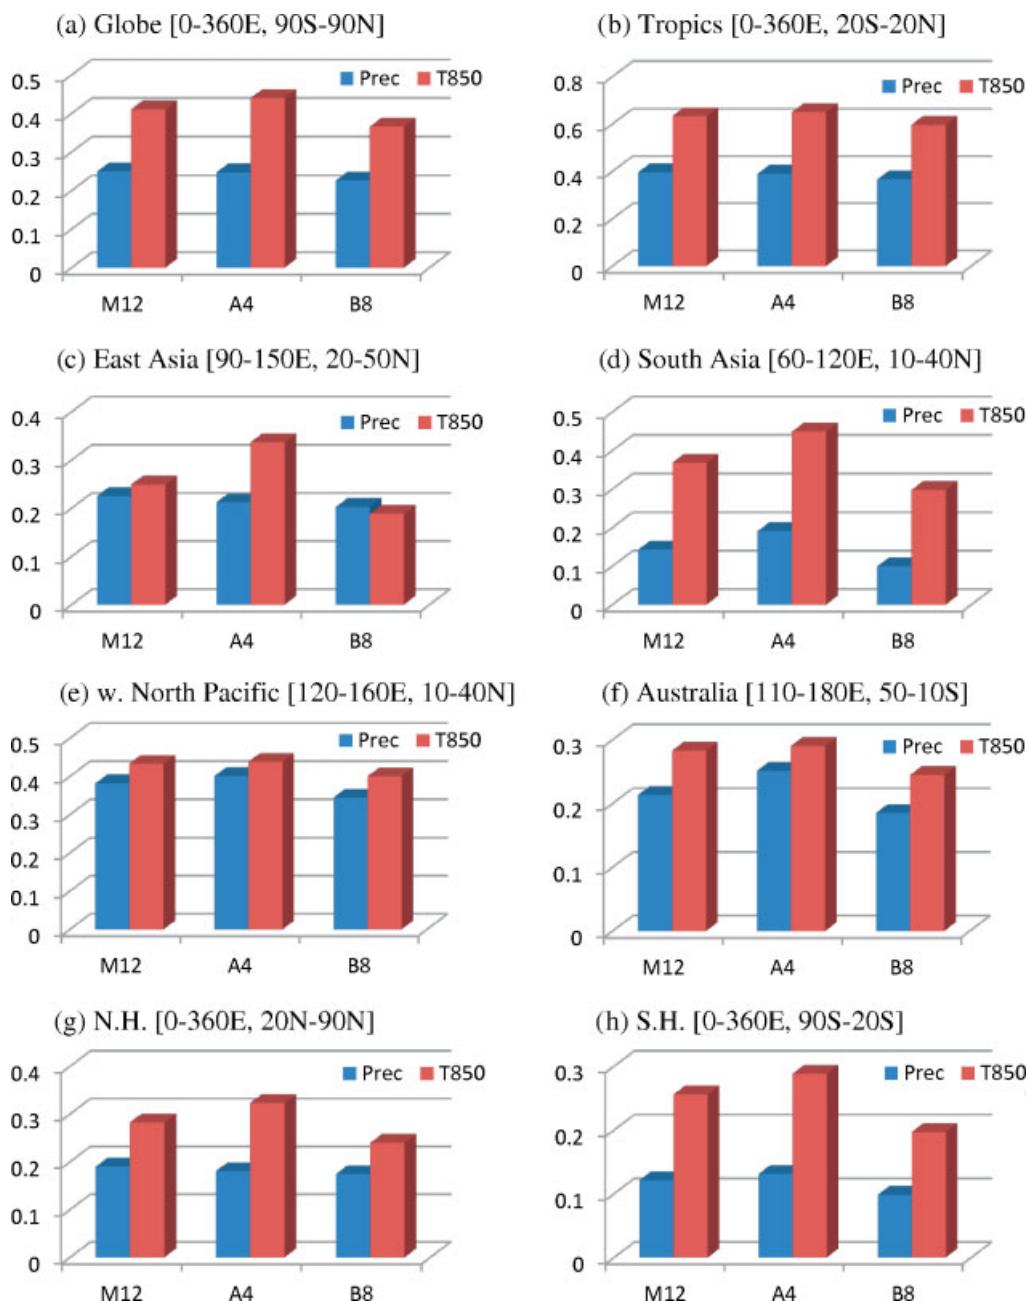 (a) Globe [0-360E, 90S-90N]
Prec T850
0.5
0.4
0.3
0.2
0.1
0
M12 A4 B8
(b) Tropics [0-360E, 20S-20N]
Prec T850
0.8
0.6
0.4
0.2
0
M12 A4 B8
(c) East Asia [90-150E, 20-50N]
Prec T850
0.4
0.3
0.2
0.1
0
M12 A4 B8
(d) South Asia [60-120E, 10-40N]
Prec T850
0.5
0.4
0.3
0.2
0.1
0
M12 A4 B8
(e) w. North Pacific [120-160E, 10-40N]
Prec T850
0.5
0.4
0.3
0.2
0.1
0
M12 A4 B8
(f) Australia [110-180E, 50-10S]
Prec T850
0.3
0.2
0.1
0
M12 A4 B8
(g) N.H. [0-360E, 20N-90N]
Prec T850
0.4
0.3
0.2
0.1
0
M12 A4 B8
(h) S.H. [0-360E, 90S-20S]
Prec T850
0.3
0.2
0.1
0
M12 A4 B8